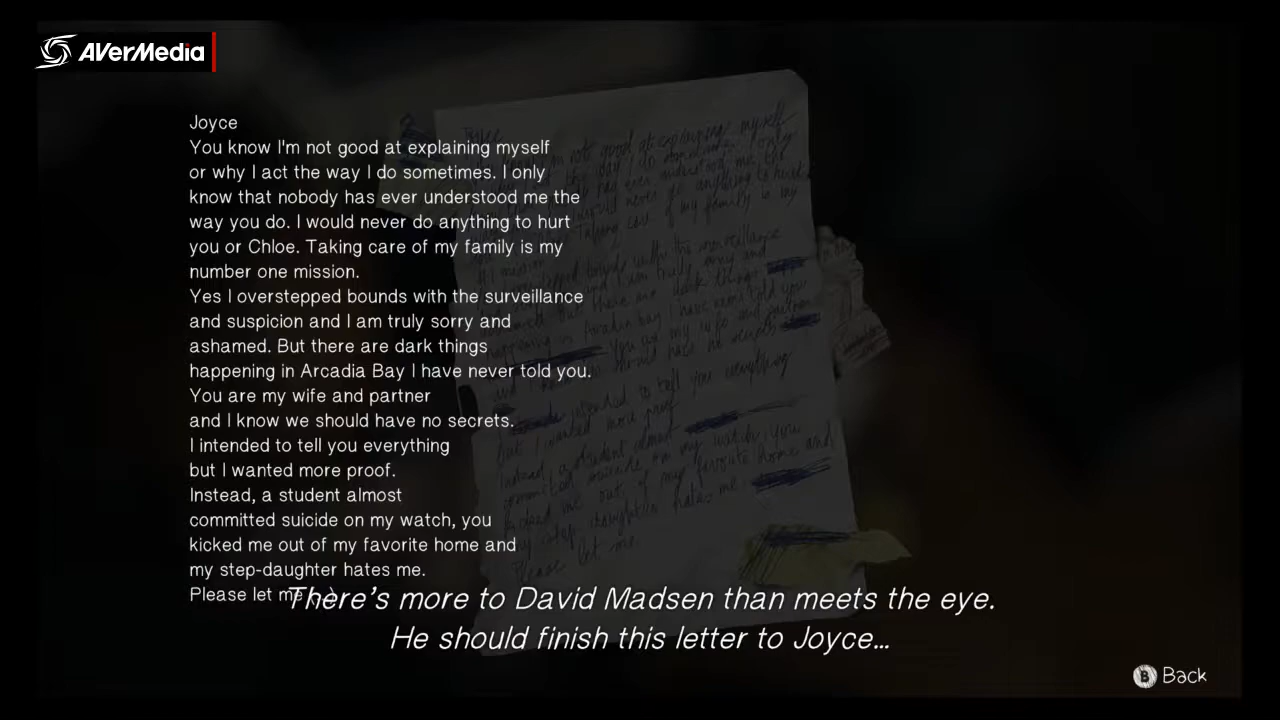 AVerMedia
Joyce
You know I'm not good at explaining myself
or why I act the way I do sometimes. I only
know that nobody has ever understood me the
way you do. I would never do anything to hurt
you or Chloe. Taking care of my family is my
number one mission.
Yes I overstepped bounds with the surveillance
and suspicion and I am truly sorry and
ashamed. But there are dark things
happening in Arcadia Bay I have never told you.
You are my wife and partner
and I know we should have no secrets.
I intended to tell you everything
but I wanted more proof.
Instead, a student almost
committed suicide on my watch, you
kicked me out of my favorite home and
my step-daughter hates me.
Please let me
There's more to David Madsen than meets the eye.
He should finish this letter to Joyce...
B Back